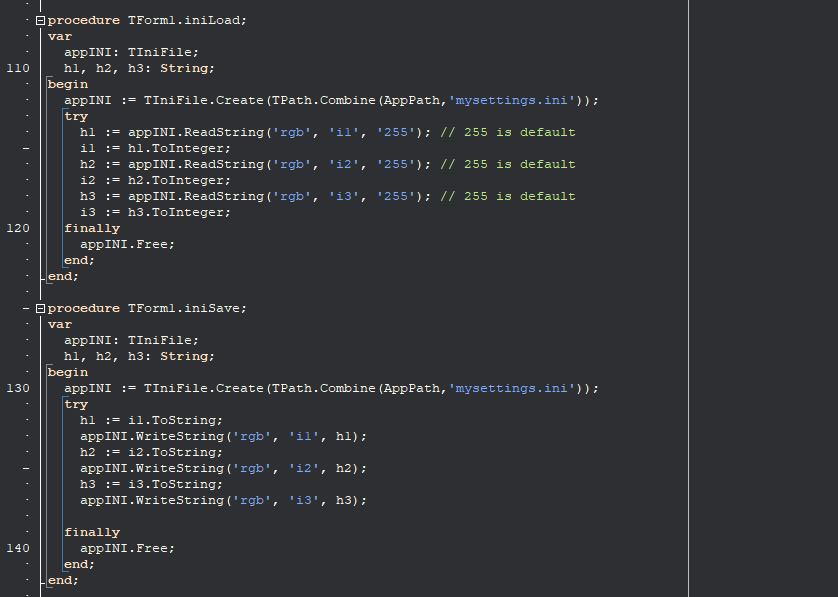 procedure TForm1.iniLoad;
var
appINI: TIniFile;
110 h1, h2, h3: String;
begin
appINI := TIniFile.Create(TPath.Combine(AppPath,'mysettings.ini'));
try
h1 := appINI.ReadString('rgb', 'i1', '255'); // 255 is default
i1 := h1.ToInteger;
h2 := appINI.ReadString('rgb', 'i2', '255'); // 255 is default
i2 := h2.ToInteger;
h3 := appINI.ReadString('rgb', 'i3', '255'); // 255 is default
i3 := h3.ToInteger;
120 finally
appINI.Free;
end;
end;
procedure TForm1.iniSave;
var
appINI: TIniFile;
h1, h2, h3: String;
begin
130 appINI := TIniFile.Create(TPath.Combine(AppPath,'mysettings.ini'));
try
h1 := i1.ToString;
appINI.WriteString('rgb', 'i1', h1);
h2 := i2.ToString;
appINI.WriteString('rgb', 'i2', h2);
h3 := i3.ToString;
appINI.WriteString('rgb', 'i3', h3);
finally
140 appINI.Free;
end;
end;